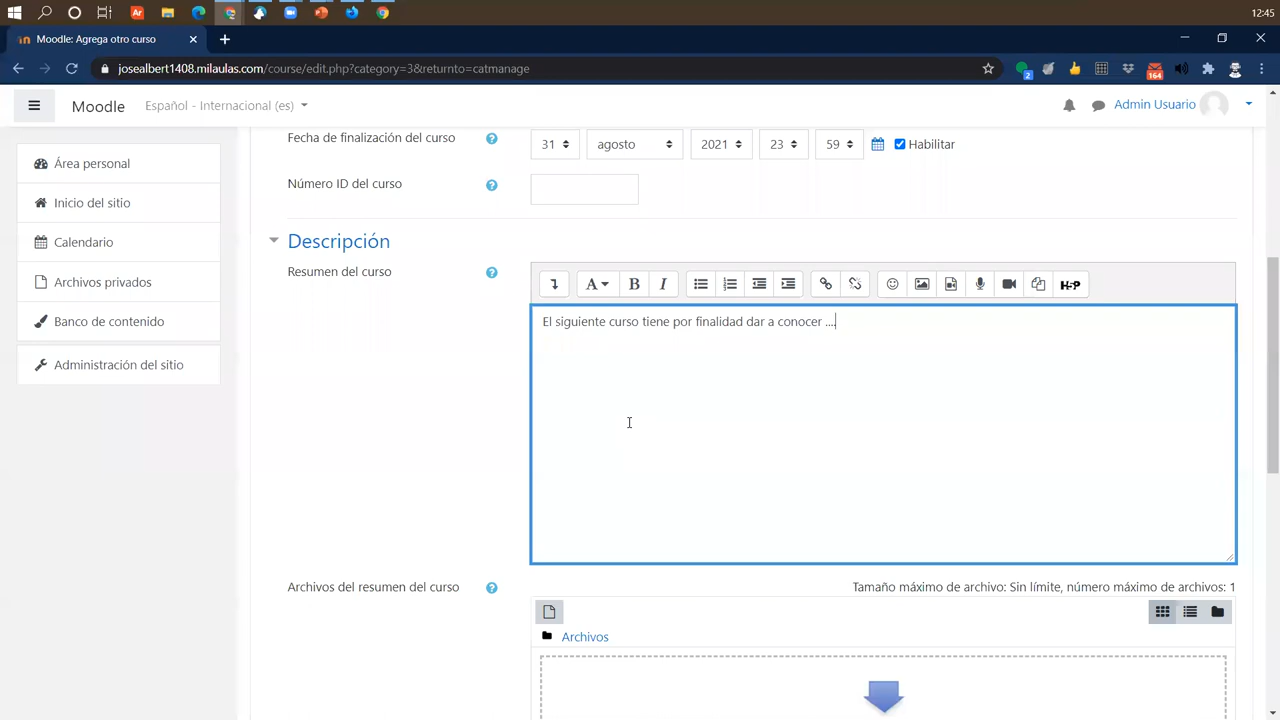 12:45
Moodle: Agrega otro curso
josealbert1408.milaulas.com/course/edit.php?category=3&returnto=catmanage
2
164
Moodle
Español - Internacional (es)
Admin Usuario
Área personal
Inicio del sitio
Calendario
Archivos privados
Banco de contenido
Administración del sitio
Fecha de finalización del curso
31
agosto
2021
23
59
Habilitar
Número ID del curso
Descripción
Resumen del curso
A
B
I
H-P
El siguiente curso tiene por finalidad dar a conocer ....
Archivos del resumen del curso
Tamaño máximo de archivo: Sin límite, número máximo de archivos: 1
Archivos